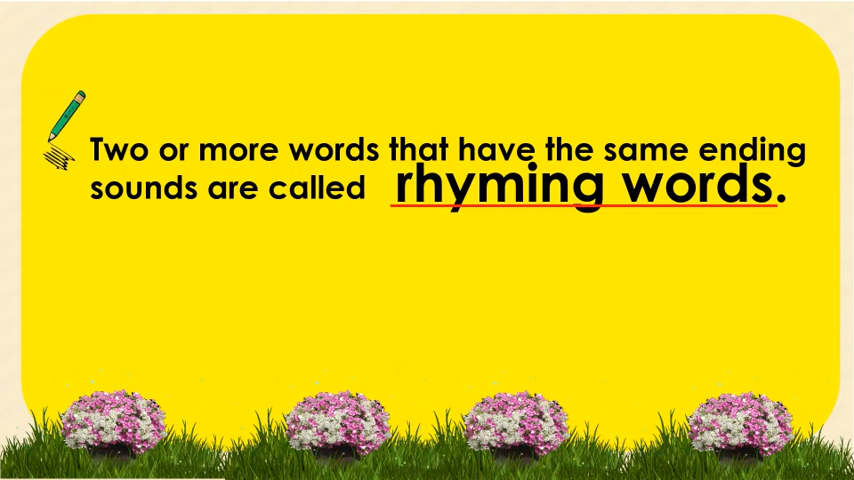 Two or more words that have the same ending
sounds are called rhyming words.